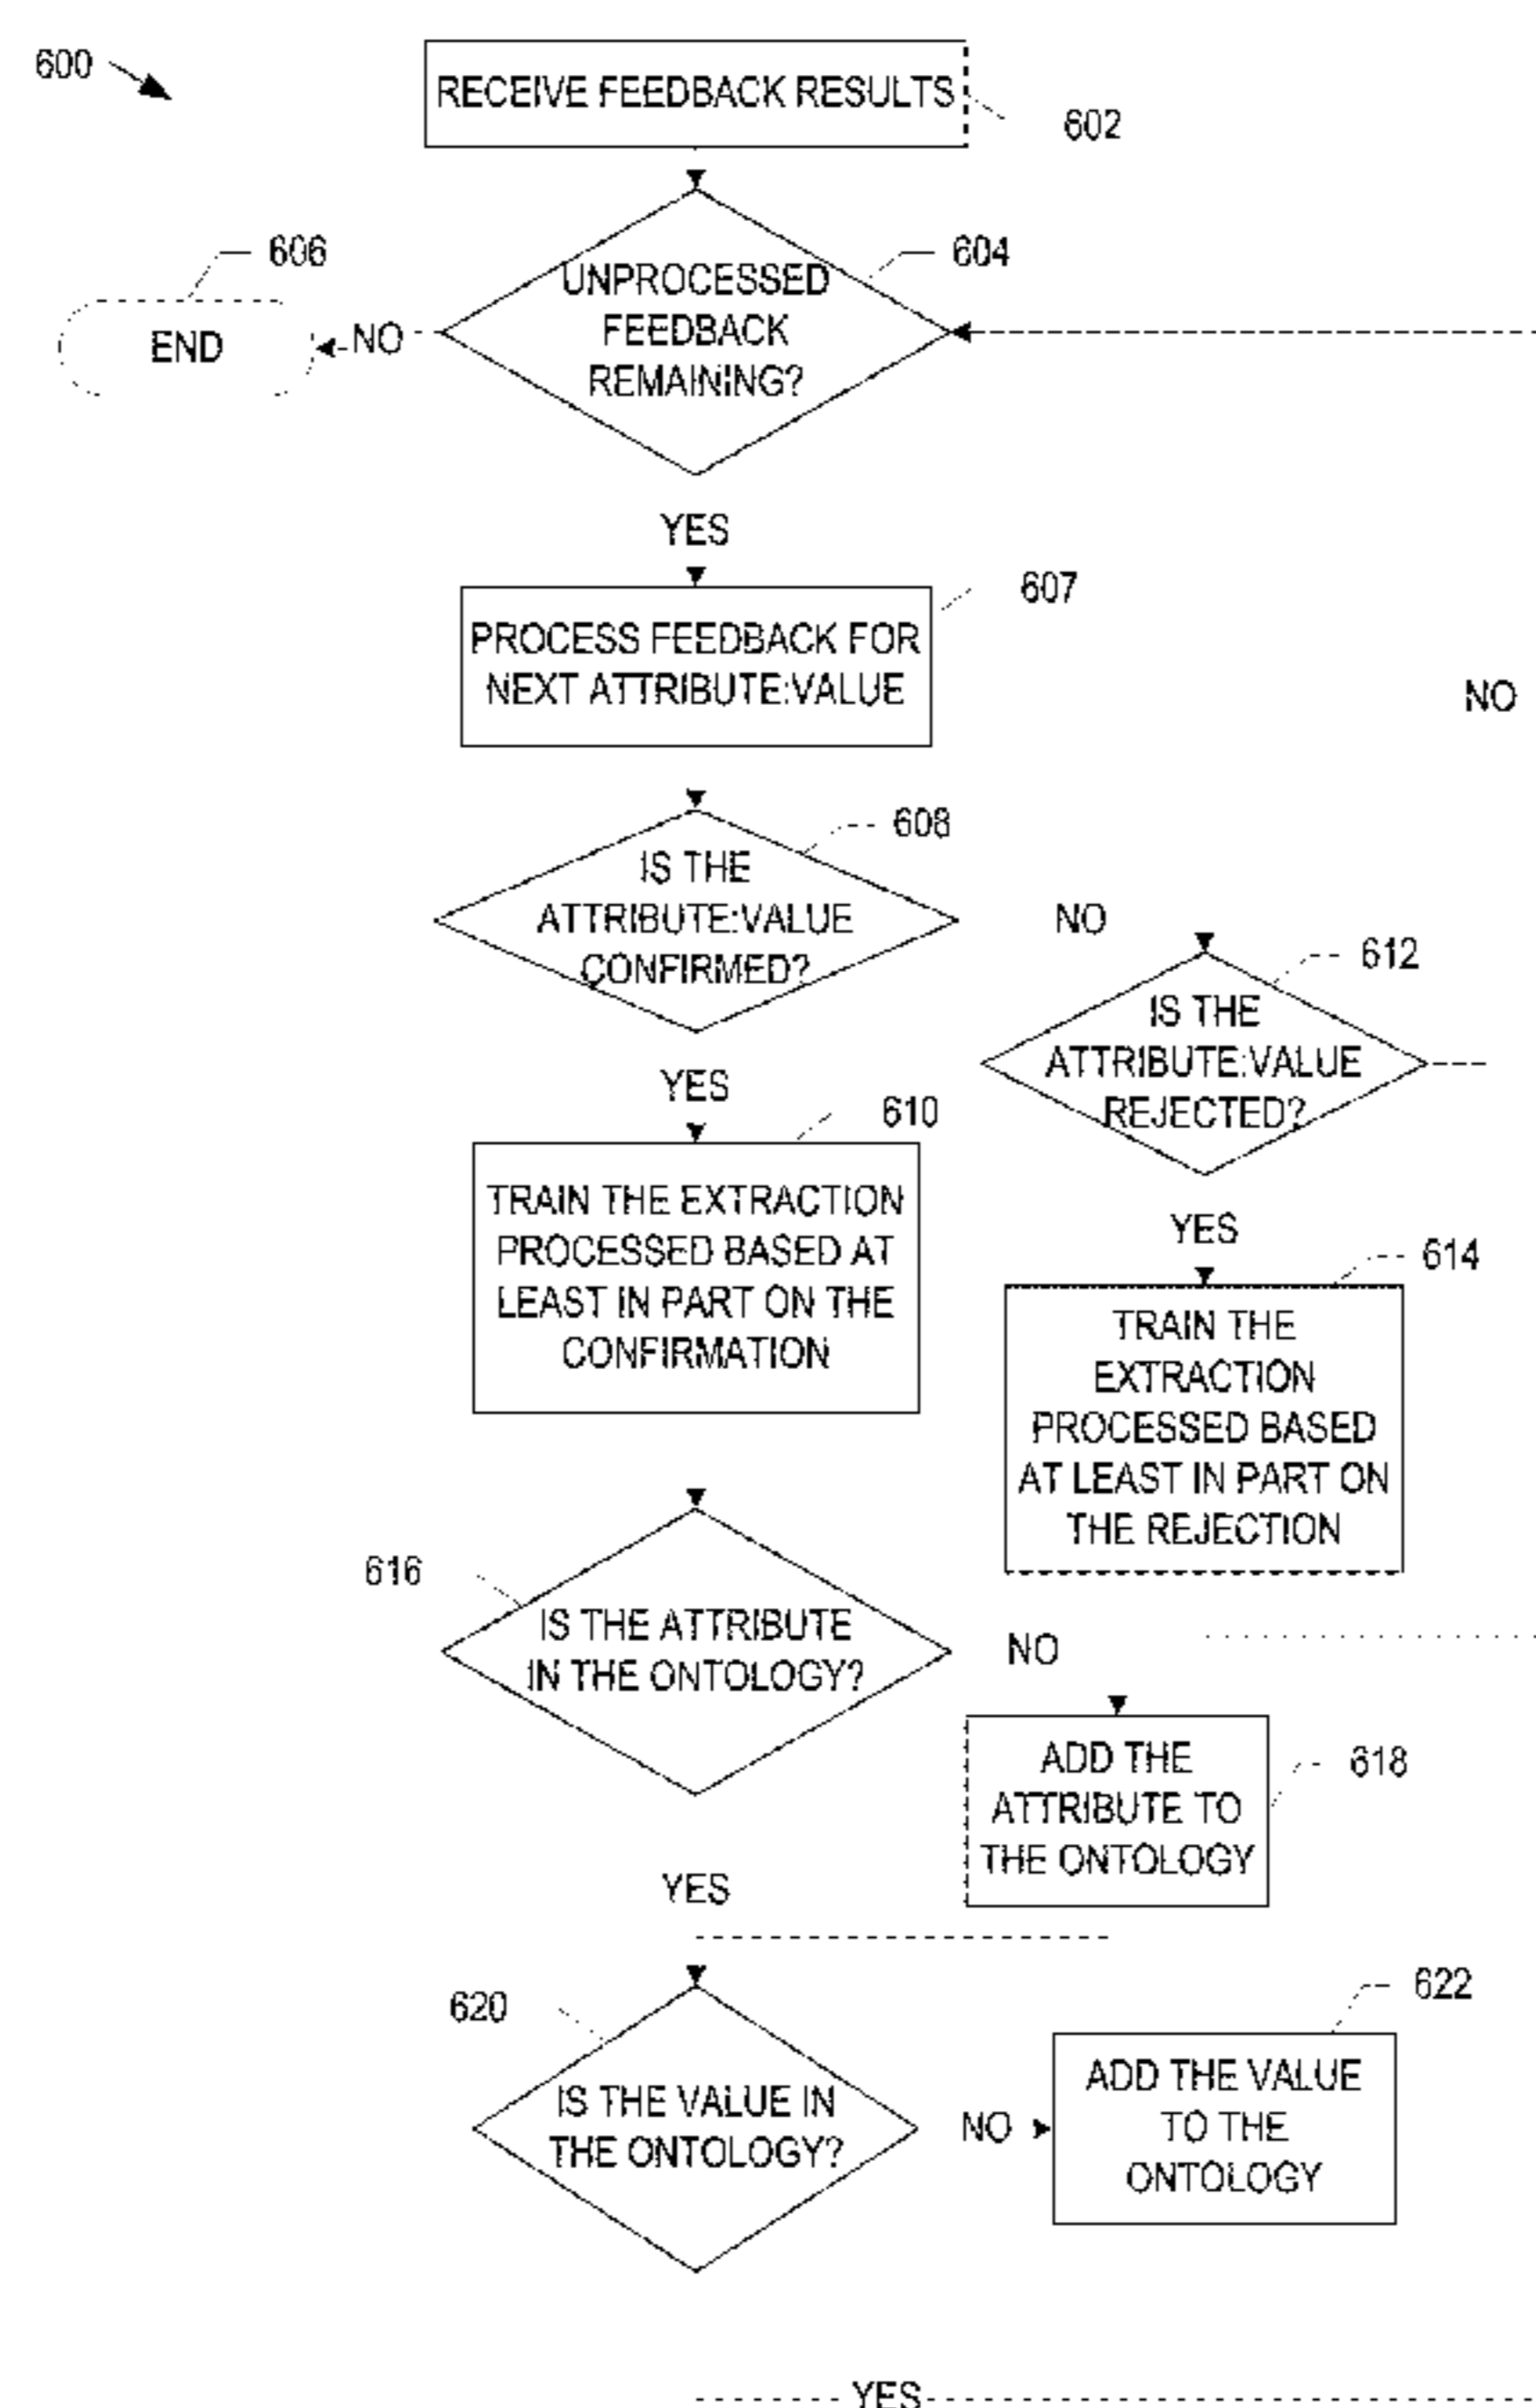 600
RECEIVE FEEDBACK RESULTS
602
606
604
UNPROCESSED
FEEDBACK
REMAINING?
END
NO
YES
607
PROCESS FEEDBACK FOR
NEXT ATTRIBUTE:VALUE
NO
608
IS THE
ATTRIBUTE:VALUE
CONFIRMED?
NO
612
IS THE
ATTRIBUTE:VALUE
REJECTED?
YES
610
TRAIN THE EXTRACTION
PROCESSED BASED AT
LEAST IN PART ON THE
CONFIRMATION
YES
614
TRAIN THE
EXTRACTION
PROCESSED BASED
AT LEAST IN PART ON
THE REJECTION
616
IS THE ATTRIBUTE
IN THE ONTOLOGY?
NO
ADD THE
ATTRIBUTE TO
THE ONTOLOGY
618
YES
620
IS THE VALUE IN
THE ONTOLOGY?
NO
622
ADD THE VALUE
TO THE
ONTOLOGY
YES